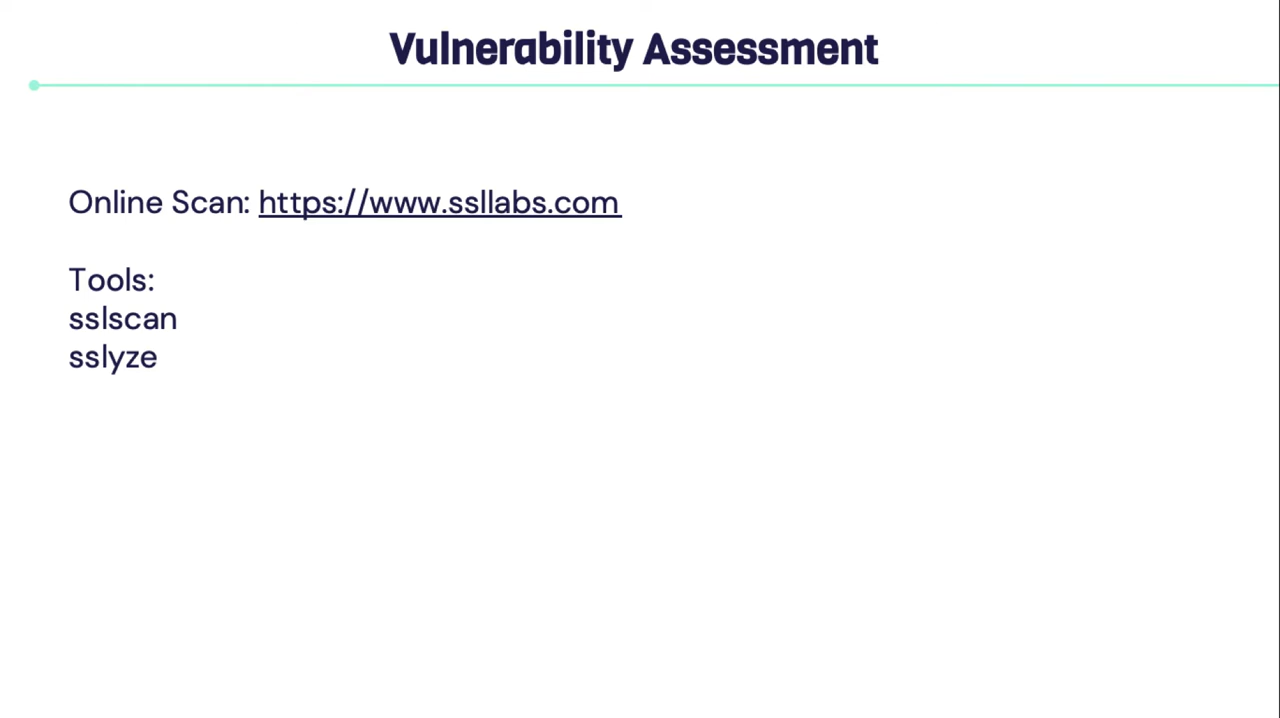 Vulnerability Assessment
Online Scan: https://www.ssllabs.com
Tools:
sslscan
sslyze